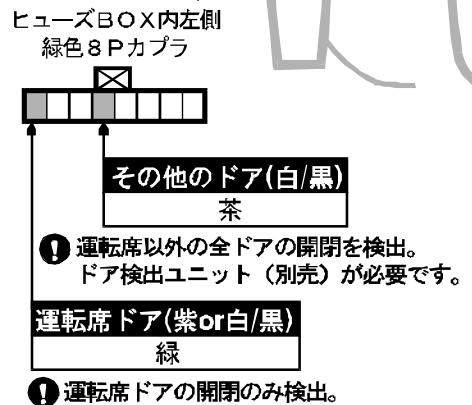 ヒューズBOX内左側
緑色8Pカプラ
その他のドア(白/黒)
茶
! 運転席以外の全ドアの開閉を検出。
ドア検出ユニット（別売）が必要です。
運転席ドア(紫or白/黒)
緑
! 運転席ドアの開閉のみ検出。